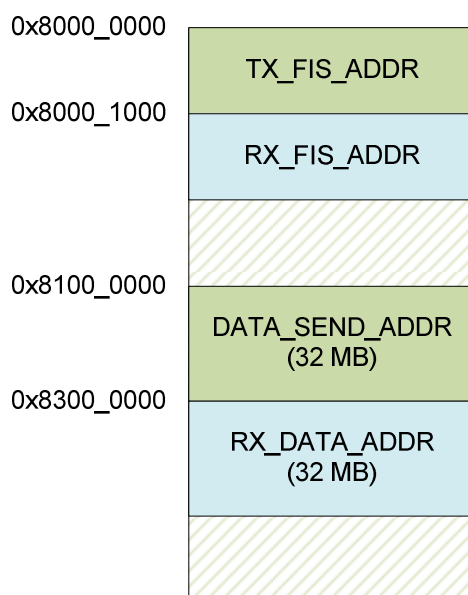 0x8000_0000
TX_FIS_ADDR
0x8000_1000
RX_FIS_ADDR
0x8100_0000
DATA_SEND_ADDR
(32 MB)
0x8300_0000
RX_DATA_ADDR
(32 MB)